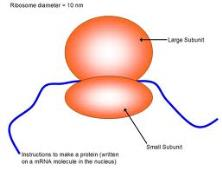 Ribosome diameter = 10 nm
Large Subunit
Small Subunit
Instructions to make a protein (written
on a mRNA molecule in the nucleus)